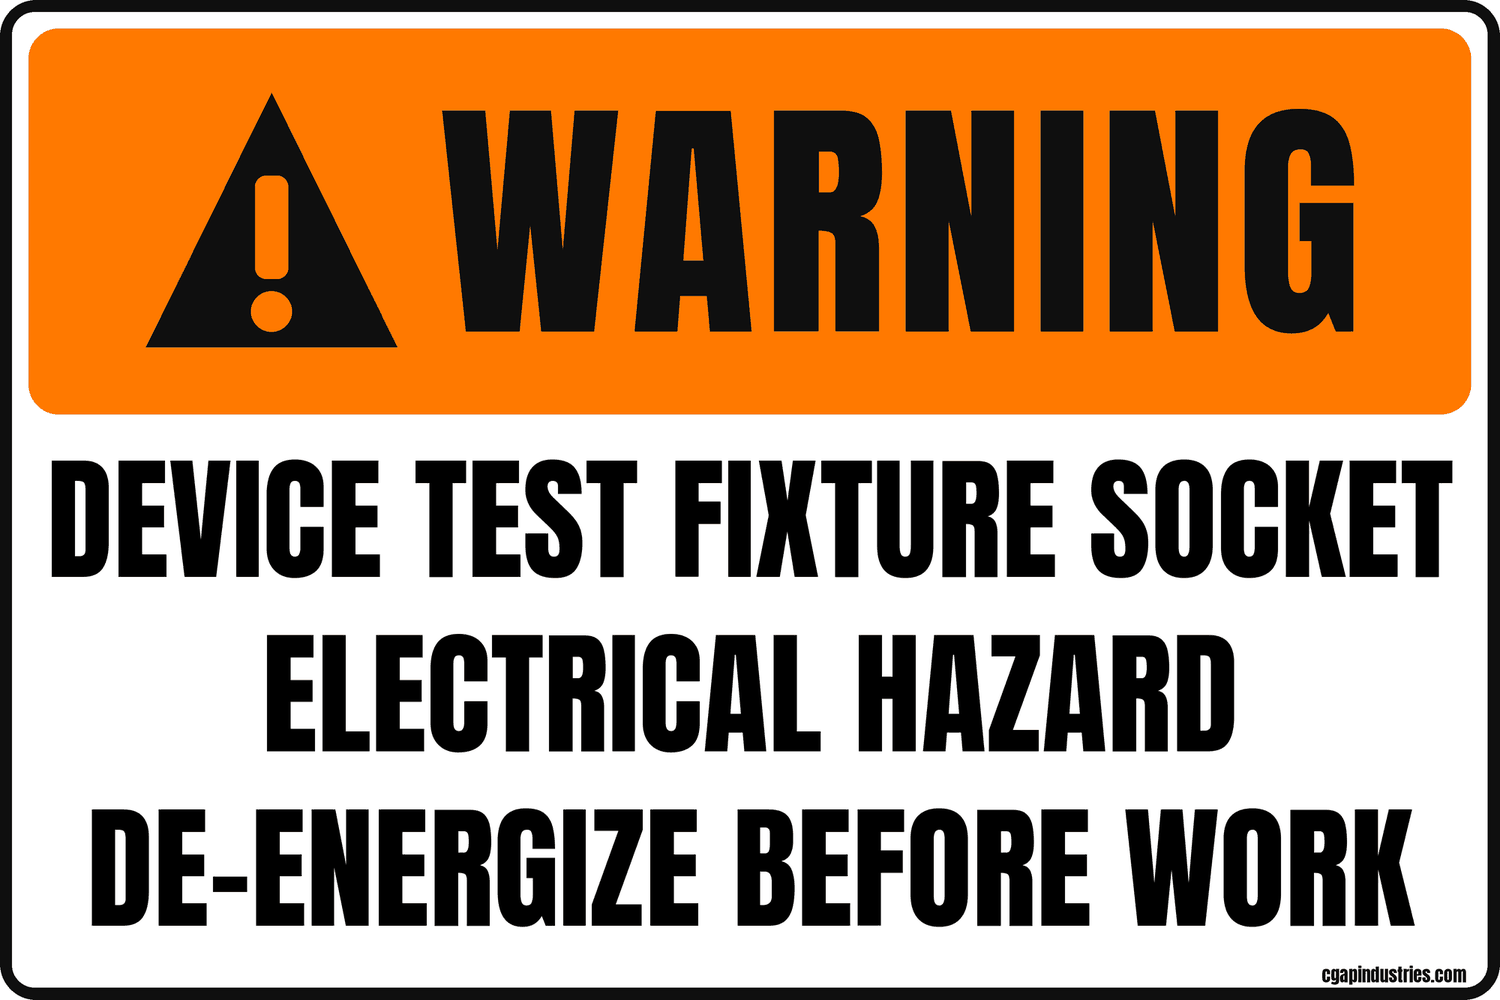 WARNING
DEVICE TEST FIXTURE SOCKET
ELECTRICAL HAZARD
DE-ENERGIZE BEFORE WORK
cgapindustries.com